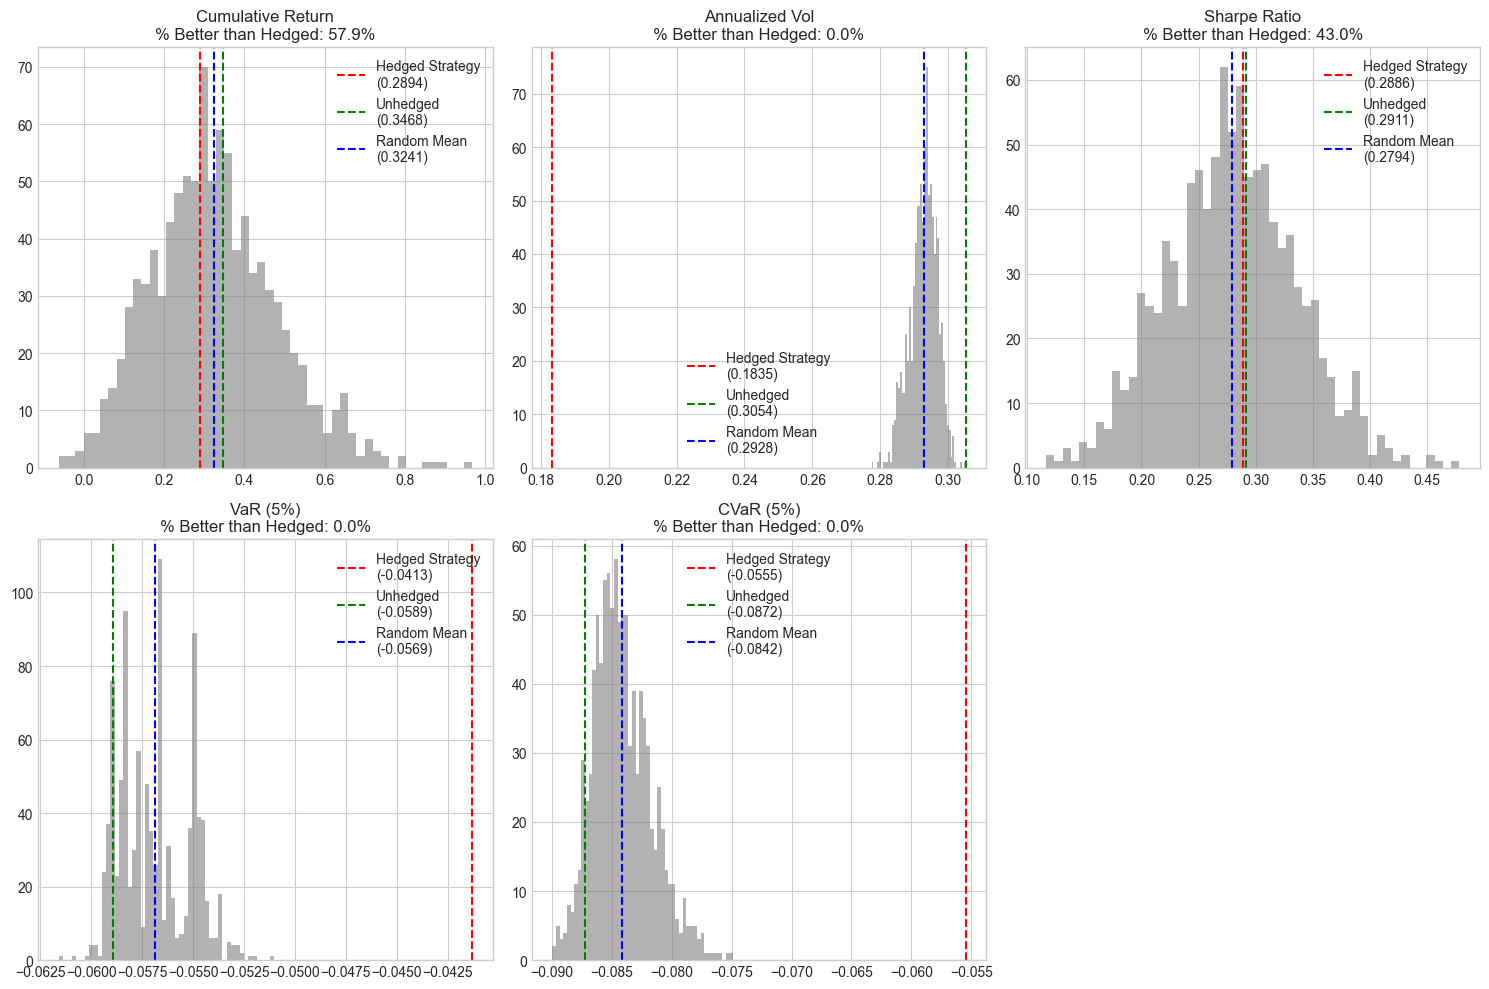 Cumulative Return
% Better than Hedged: 57.9%
70
60
50
40
30
20
10
0
0.0 0.2 0.4 0.6 0.8 1.0
Hedged Strategy
(0.2894)
Unhedged
(0.3468)
Random Mean
(0.3241)
Annualized Vol
% Better than Hedged: 0.0%
70
60
50
40
30
20
10
0
0.18 0.20 0.22 0.24 0.26 0.28 0.30
Hedged Strategy
(0.1835)
Unhedged
(0.3054)
Random Mean
(0.2928)
Sharpe Ratio
% Better than Hedged: 43.0%
60
50
40
30
20
10
0
0.10 0.15 0.20 0.25 0.30 0.35 0.40 0.45
Hedged Strategy
(0.2886)
Unhedged
(0.2911)
Random Mean
(0.2794)
VaR (5%)
% Better than Hedged: 0.0%
100
80
60
40
20
0
−0.0625 −0.0600 −0.0575 −0.0550 −0.0525 −0.0500 −0.0475 −0.0450 −0.0425
Hedged Strategy
(-0.0413)
Unhedged
(-0.0589)
Random Mean
(-0.0569)
CVaR (5%)
% Better than Hedged: 0.0%
60
50
40
30
20
10
0
−0.090 −0.085 −0.080 −0.075 −0.070 −0.065 −0.060 −0.055
Hedged Strategy
(-0.0555)
Unhedged
(-0.0872)
Random Mean
(-0.0842)